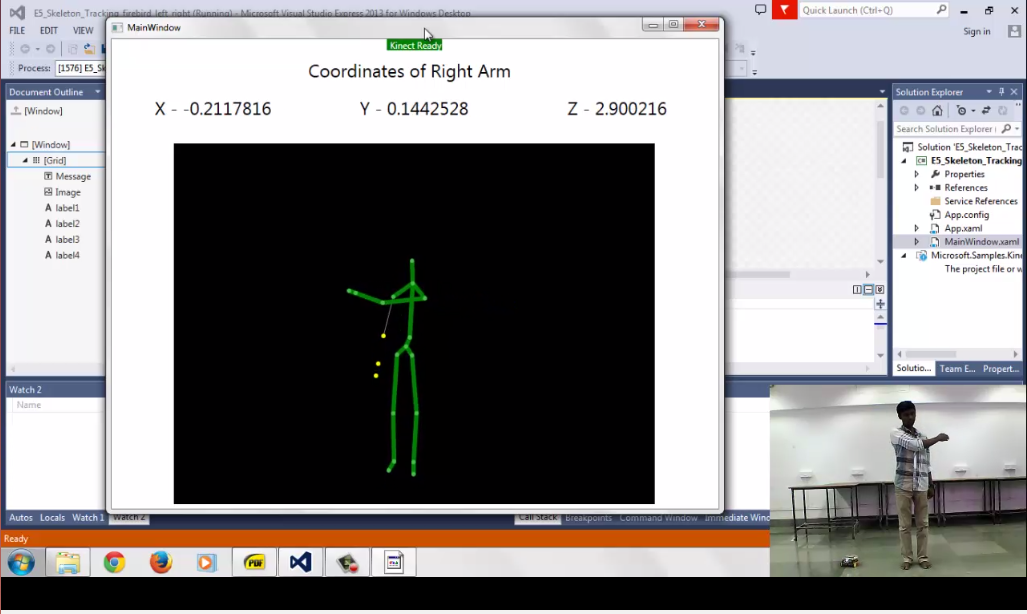 E5_Skeleton_Tracking_firebird_left_right (Running) - Microsoft Visual Studio Express 2013 for Windows Desktop
Quick Launch (Ctrl+Q)
MainWindow
FILE EDIT VIEW
Sign in
Kinect Ready
Process: [1576] E5_Sk
Coordinates of Right Arm
X - -0.2117816 Y - 0.1442528 Z - 2.900216
Document Outline
Solution Explorer
[Window]
Search Solution Explorer (
[Window]
Solution 'E5_Skeleton_Trac
[Grid]
E5_Skeleton_Tracking
Message
Properties
Image
References
label1
Service References
label2
App.config
label3
App.xaml
label4
MainWindow.xaml
Microsoft.Samples.Kine
The project file or w
Solutio... Team E... Propert...
Watch 2
Name
Autos Locals Watch 1 Watch 2
Call Stack Breakpoints Command Window Immediate Wind
Ready
PDF